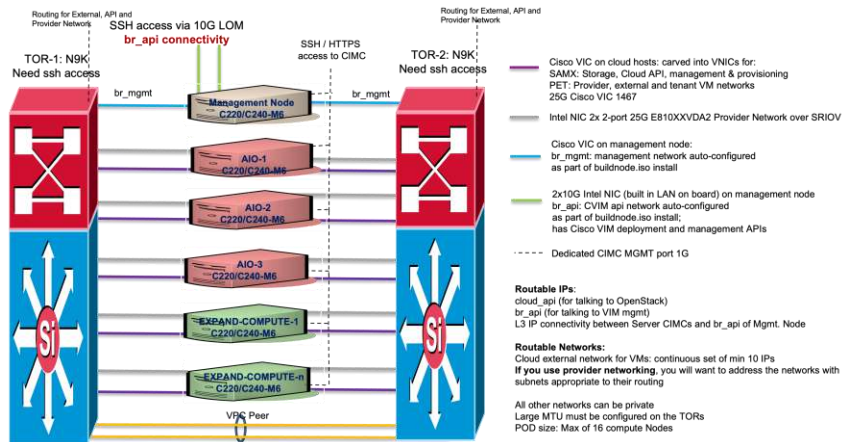 Routing for External, API and
Provider Network
SSH access via 10G LOM
br_api connectivity
Routing for External, API and
Provider Network
TOR-1: N9K
Need ssh access
SSH / HTTPS
access to CIMC
TOR-2: N9K
Need ssh access
br_mgmt
Management Node
C220/C240-M6
br_mgmt
AIO-1
C220/C240-M6
AIO-2
C220/C240-M6
AIO-3
C220/C240-M6
EXPAND-COMPUTE-1
C220/C240-M6
EXPAND-COMPUTE-n
C220/C240-M6
Si
Si
VPC Peer
Cisco VIC on cloud hosts: carved into VNICs for:
SAMX: Storage, Cloud API, management & provisioning
PET: Provider, external and tenant VM networks
25G Cisco VIC 1467
Intel NIC 2x 2-port 25G E810XXVDA2 Provider Network over SRIOV
Cisco VIC on management node:
br_mgmt: management network auto-configured
as part of buildnode.iso install
2x10G Intel NIC (built in LAN on board) on management node
br_api: CVIM api network auto-configured
as part of buildnode.iso install;
has Cisco VIM deployment and management APIs
Dedicated CIMC MGMT port 1G
Routable IPs:
cloud_api (for talking to OpenStack)
br_api (for talking to VIM mgmt)
L3 IP connectivity between Server CIMCs and br_api of Mgmt. Node
Routable Networks:
Cloud external network for VMs: continuous set of min 10 IPs
If you use provider networking, you will want to address the networks with
subnets appropriate to their routing
All other networks can be private
Large MTU must be configured on the TORs
POD size: Max of 16 compute Nodes